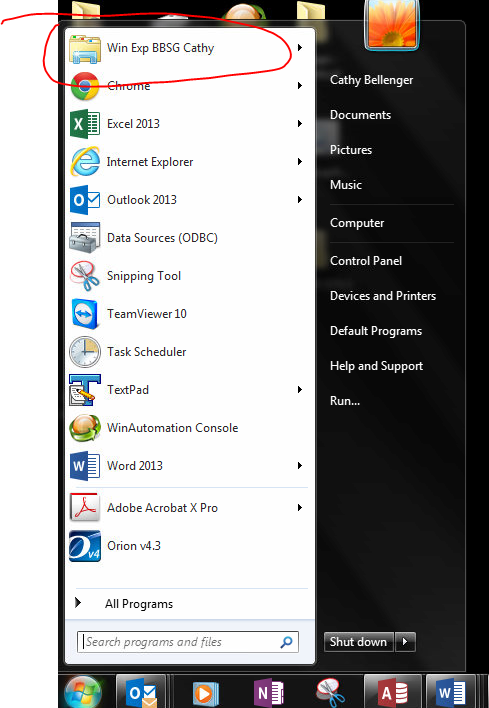 Win Exp BBSG Cathy
Chrome
Excel 2013
Internet Explorer
Outlook 2013
Data Sources (ODBC)
Snipping Tool
TeamViewer 10
Task Scheduler
TextPad
WinAutomation Console
Word 2013
Adobe Acrobat X Pro
V4
Orion v4.3
All Programs
Search programs and files
Cathy Bellenger
Documents
Pictures
Music
Computer
Control Panel
Devices and Printers
Default Programs
Help and Support
Run...
Shut down